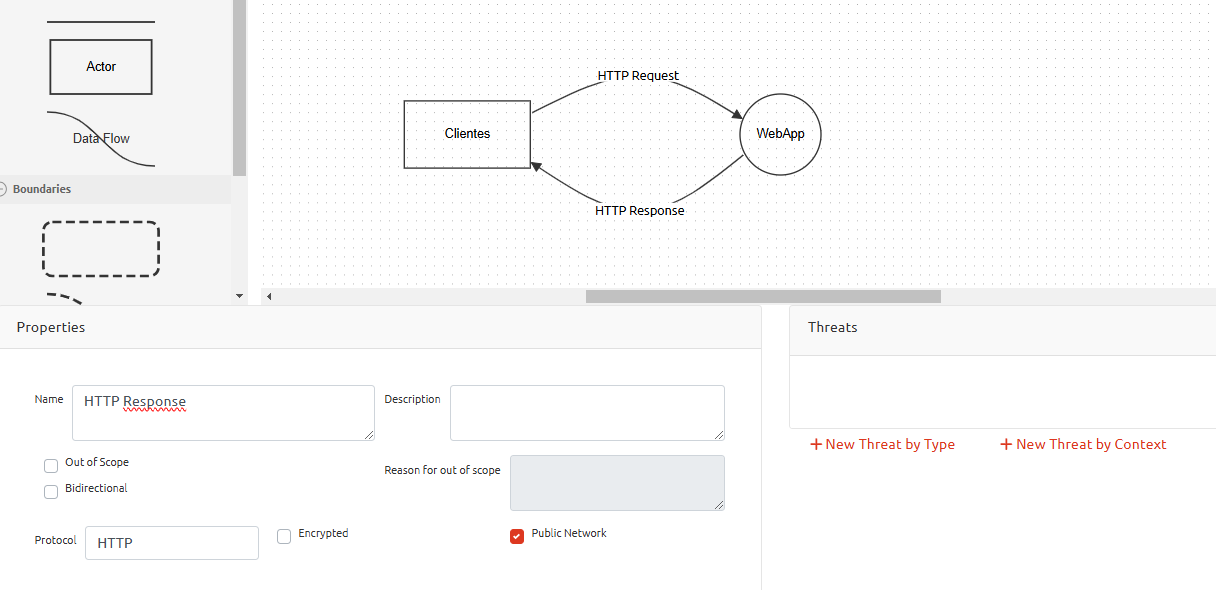 Actor
Data Flow
Boundaries
HTTP Request
Clientes
WebApp
HTTP Response
Properties
Name
HTTP Response
Description
Out of Scope
Bidirectional
Reason for out of scope
Protocol
HTTP
Encrypted
Public Network
Threats
+ New Threat by Type
+ New Threat by Context